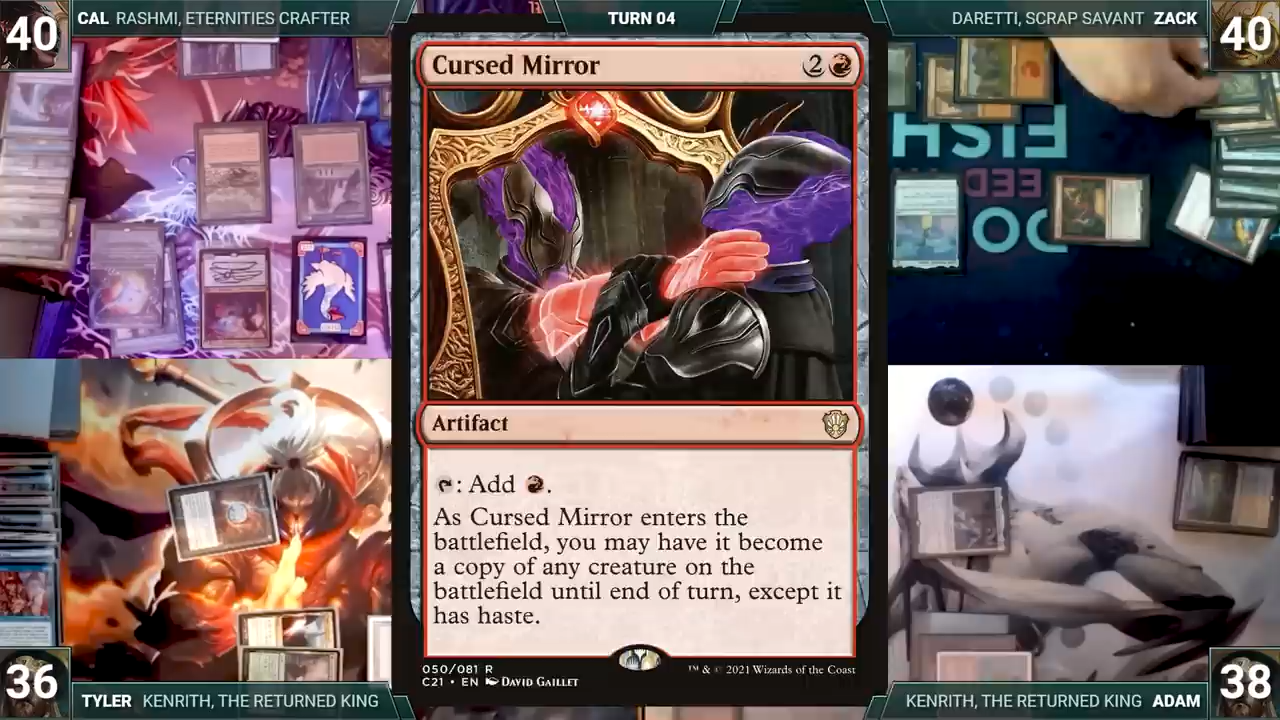 40
CAL RASHMI, ETERNITIES CRAFTER
TURN 04
DARETTI, SCRAP SAVANT ZACK
40
Cursed Mirror
2
Artifact
: Add .
As Cursed Mirror enters the
battlefield, you may have it become
a copy of any creature on the
battlefield until end of turn, except it
has haste.
050/081 R
C21 • EN DAVID GAILLET
™ & © 2021 Wizards of the Coast
FISH
DO
36
TYLER KENRITH, THE RETURNED KING
KENRITH, THE RETURNED KING ADAM
38